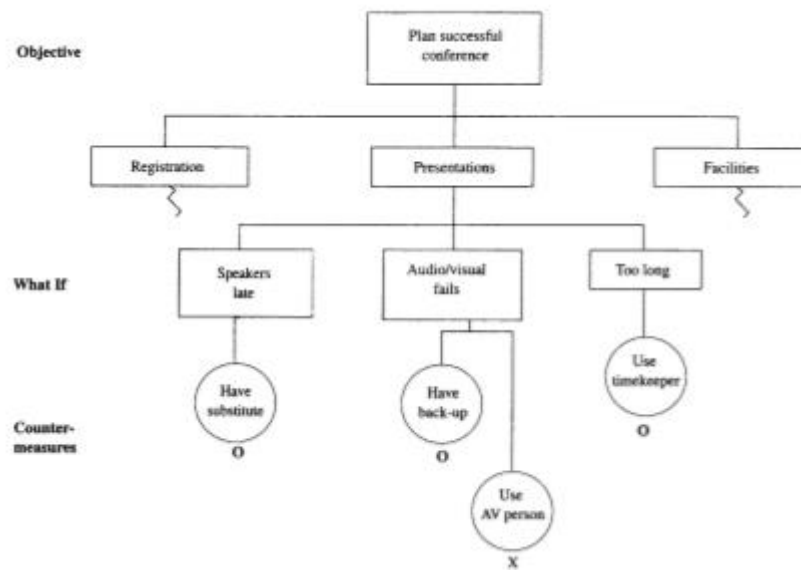 Objective
Plan successful
conference
Registration
Presentations
Facilities
What If
Speakers
late
Audio/visual
fails
Too long
Counter-
measures
Have
substitute
O
Have
back-up
O
Use
timekeeper
O
Use
AV person
X